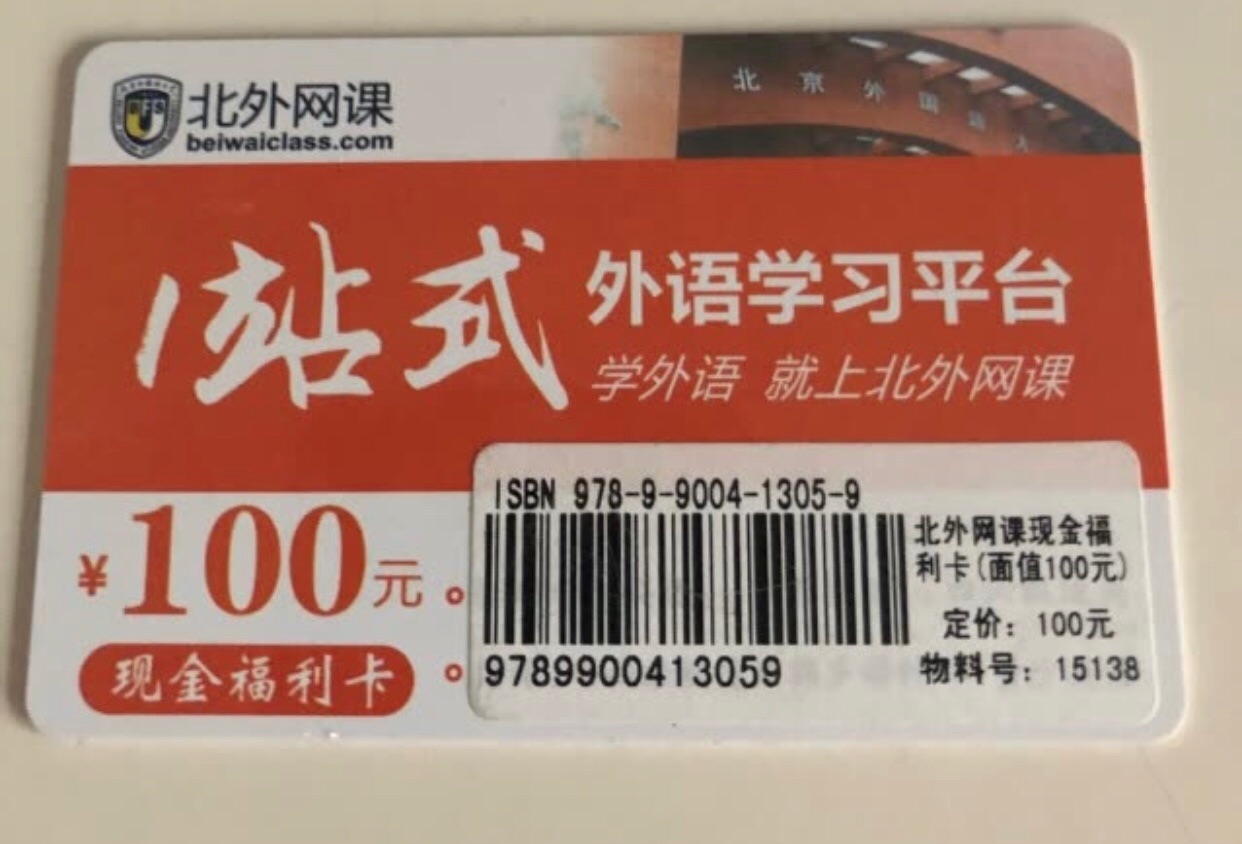 北外网课
beiwaiclass.com
北京外国语大
1站式
外语学习平台
学外语 就上北外网课
¥100元
现金福利卡
ISBN 978-9-9004-1305-9
9789900413059
北外网课现金福
利卡(面值100元)
定价：100元
物料号：15138